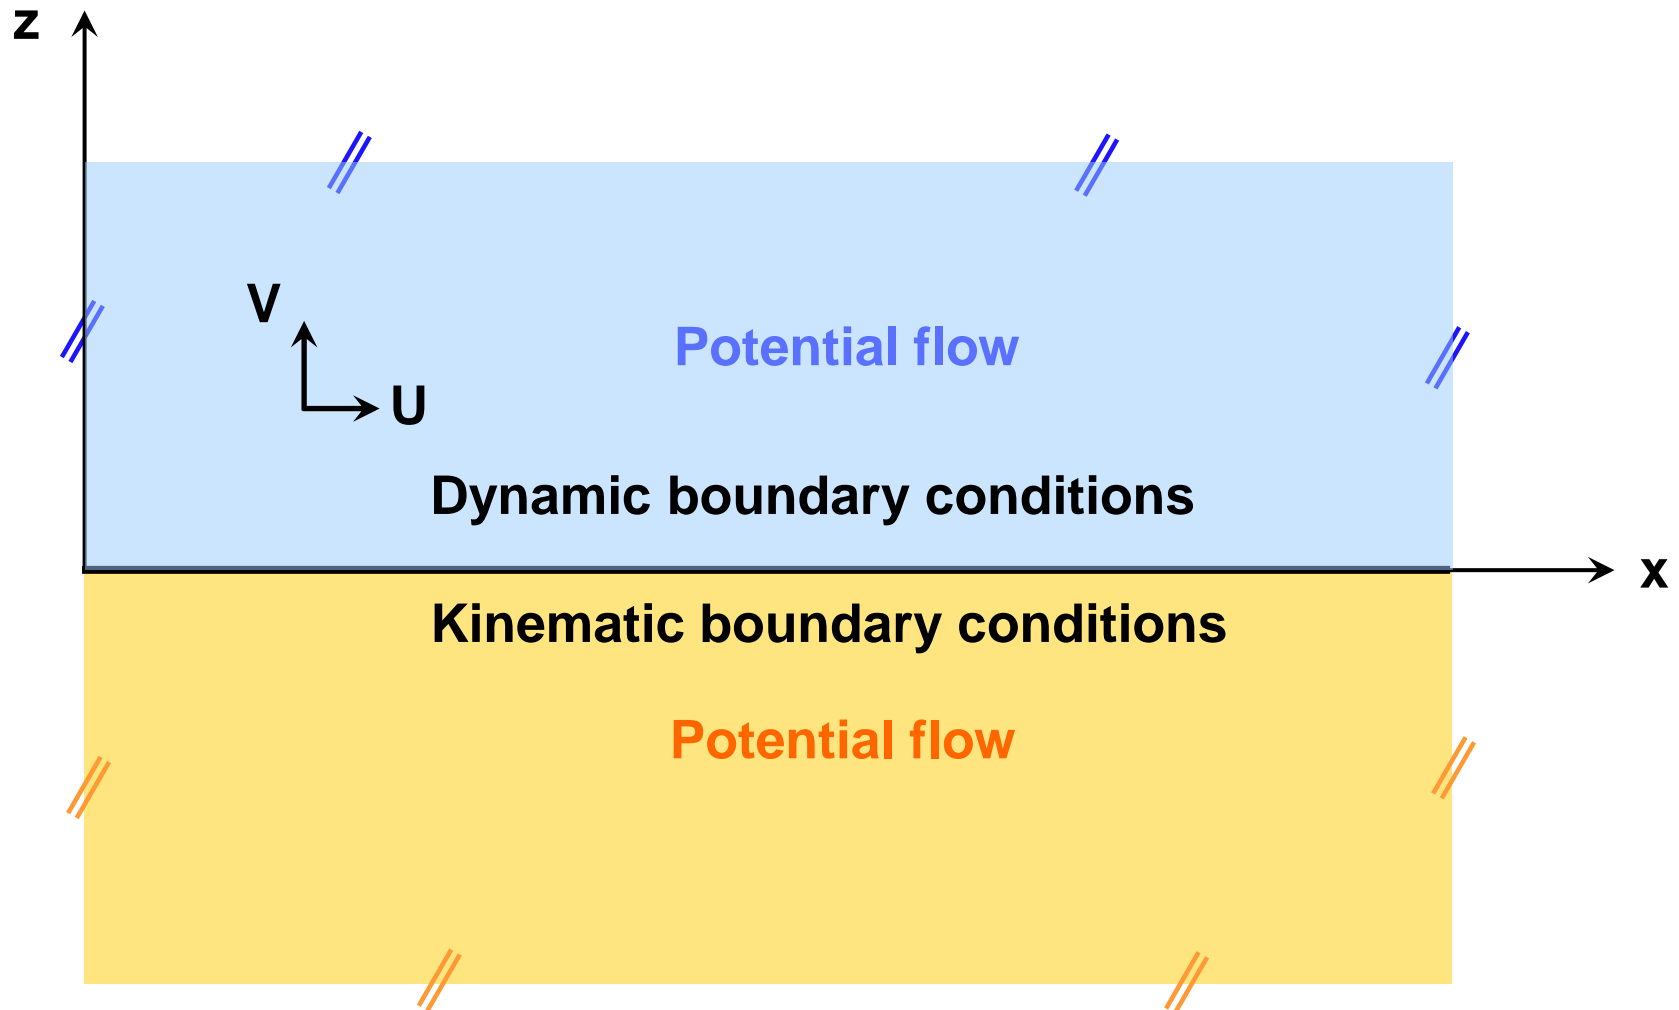 z
V
Potential flow
U
Dynamic boundary conditions
x
Kinematic boundary conditions
Potential flow